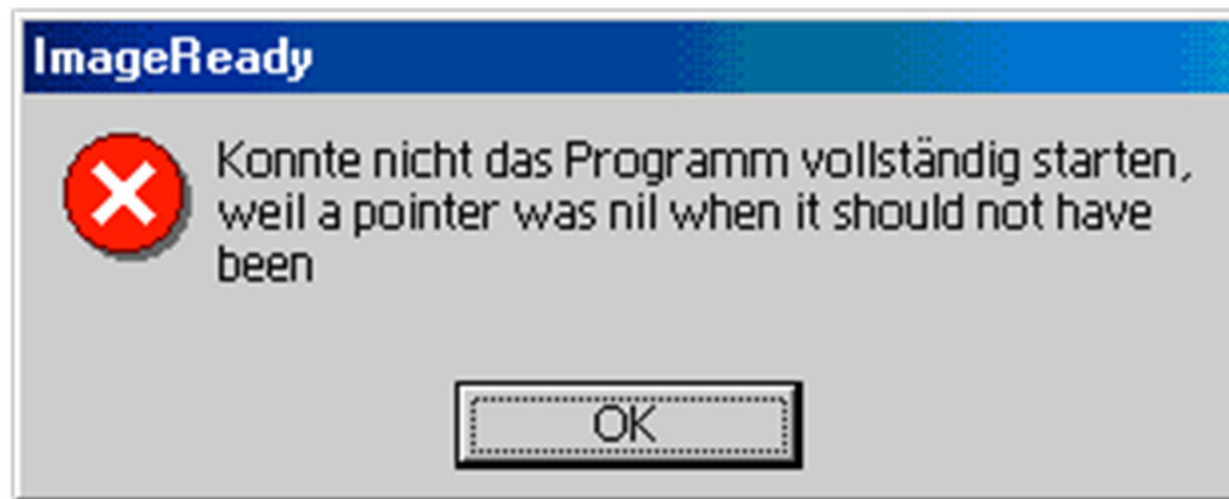 ImageReady
Konnte nicht das Programm vollständig starten,
weil a pointer was nil when it should not have
been
OK